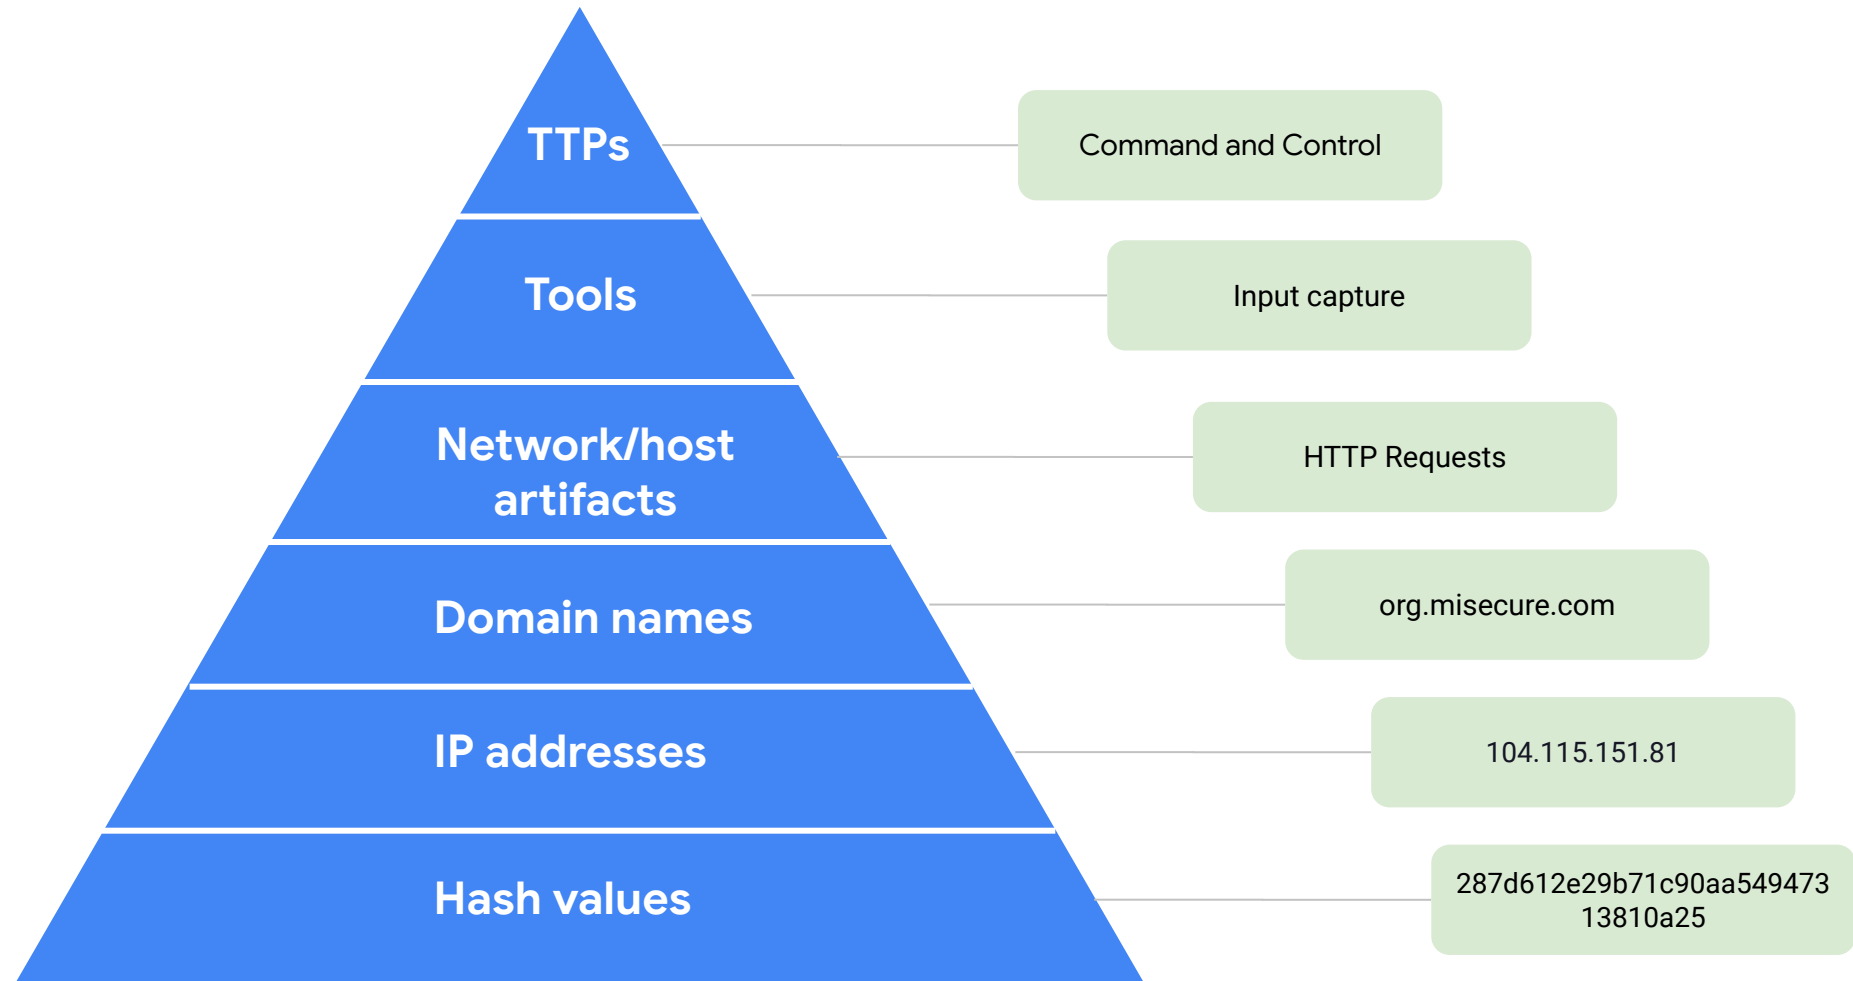 TTPs
Command and Control
Tools
Input capture
Network/host
artifacts
HTTP Requests
Domain names
org.misecure.com
IP addresses
104.115.151.81
Hash values
287d612e29b71c90aa549473
13810a25